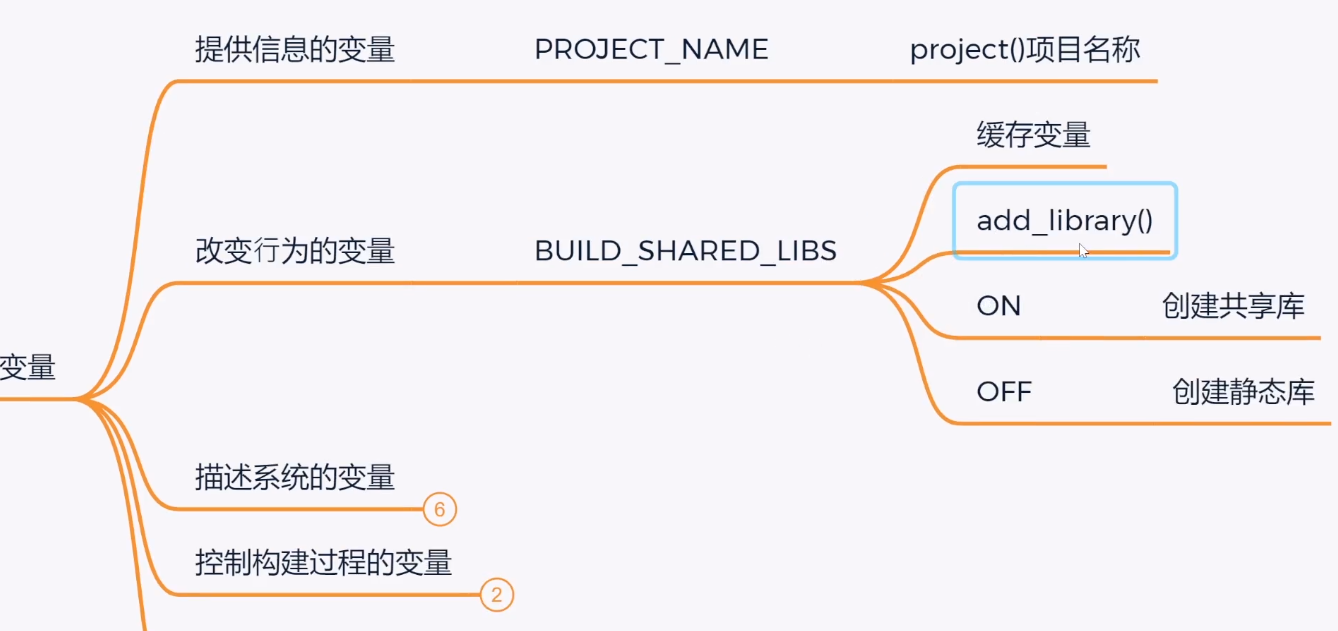 提供信息的变量 PROJECT_NAME project()项目名称
缓存变量
add_library()
改变行为的变量 BUILD_SHARED_LIBS
ON 创建共享库
变量
OFF 创建静态库
描述系统的变量 6
控制构建过程的变量 2